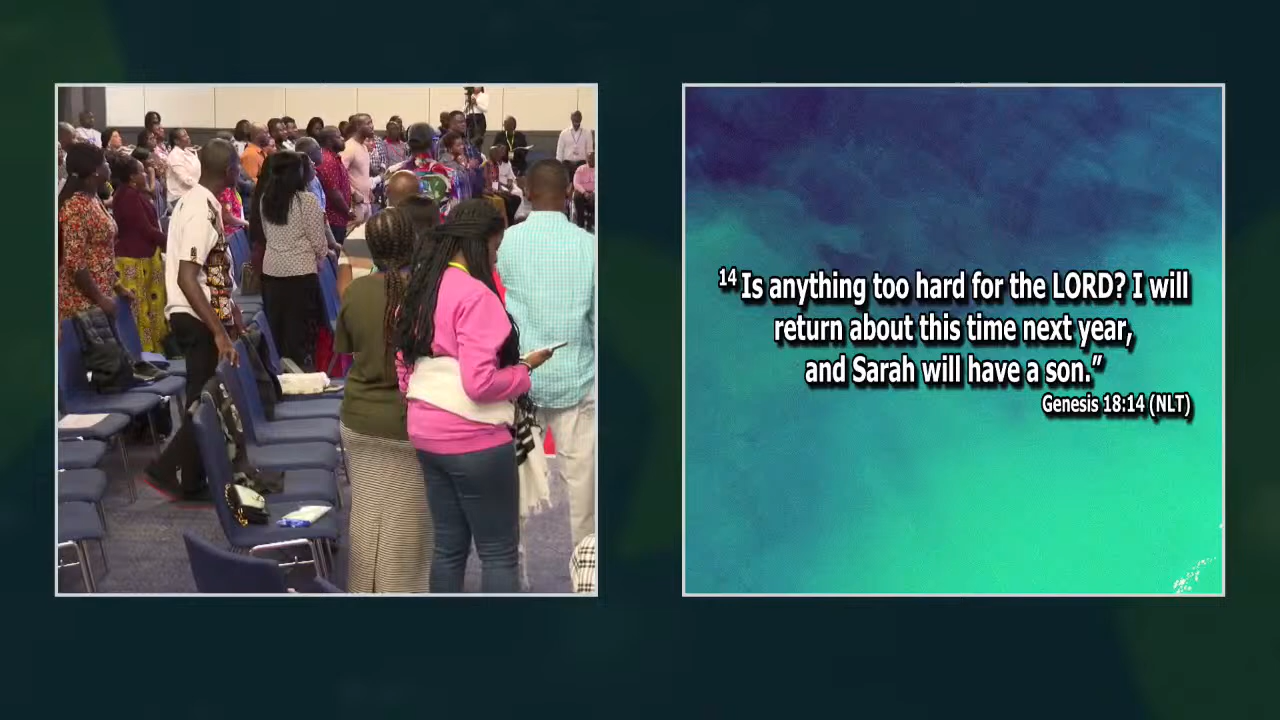 14 Is anything too hard for the LORD? I will
return about this time next year,
and Sarah will have a son.”
Genesis 18:14 (NLT)